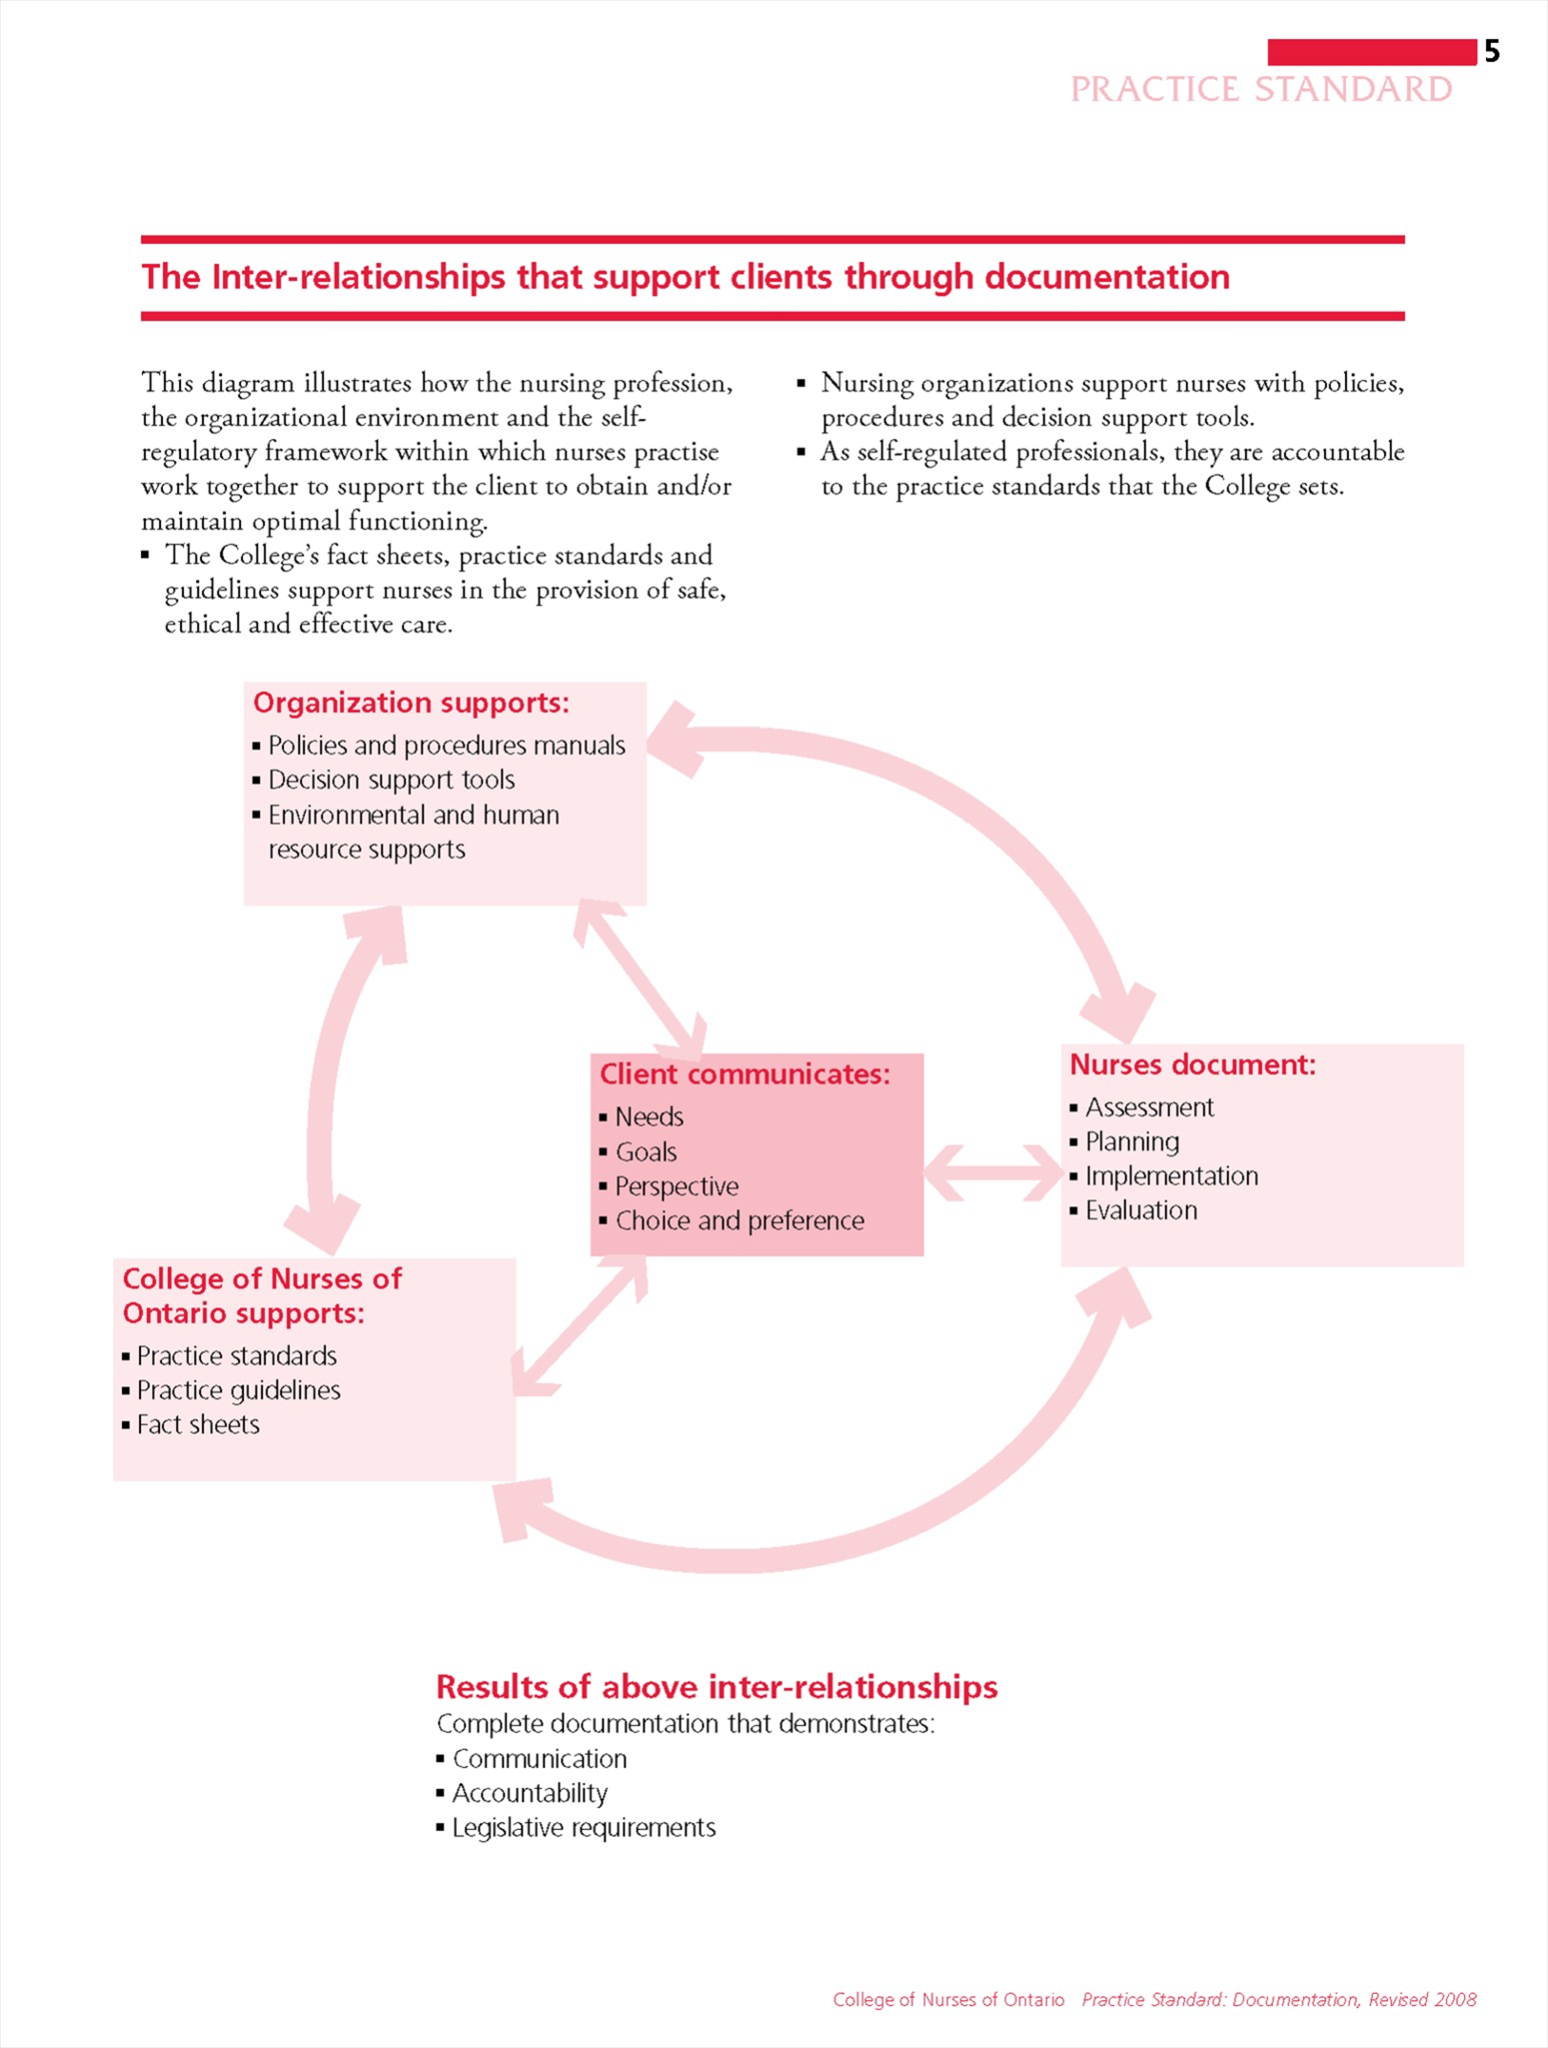 5
PRACTICE STANDARD
The Inter-relationships that support clients through documentation
This diagram illustrates how the nursing profession,
the organizational environment and the self-
regulatory framework within which nurses practise
work together to support the client to obtain and/or
maintain optimal functioning.
▪ The College's fact sheets, practice standards and
guidelines support nurses in the provision of safe,
ethical and effective care.
▪ Nursing organizations support nurses with policies,
procedures and decision support tools.
▪ As self-regulated professionals, they are accountable
to the practice standards that the College sets.
Organization supports:
▪ Policies and procedures manuals
▪ Decision support tools
▪ Environmental and human
resource supports
Client communicates:
▪ Needs
▪ Goals
▪ Perspective
▪ Choice and preference
Nurses document:
▪ Assessment
▪ Planning
▪ Implementation
▪ Evaluation
College of Nurses of
Ontario supports:
▪ Practice standards
▪ Practice guidelines
▪ Fact sheets
Results of above inter-relationships
Complete documentation that demonstrates:
▪ Communication
▪ Accountability
▪ Legislative requirements
College of Nurses of Ontario Practice Standard: Documentation, Revised 2008